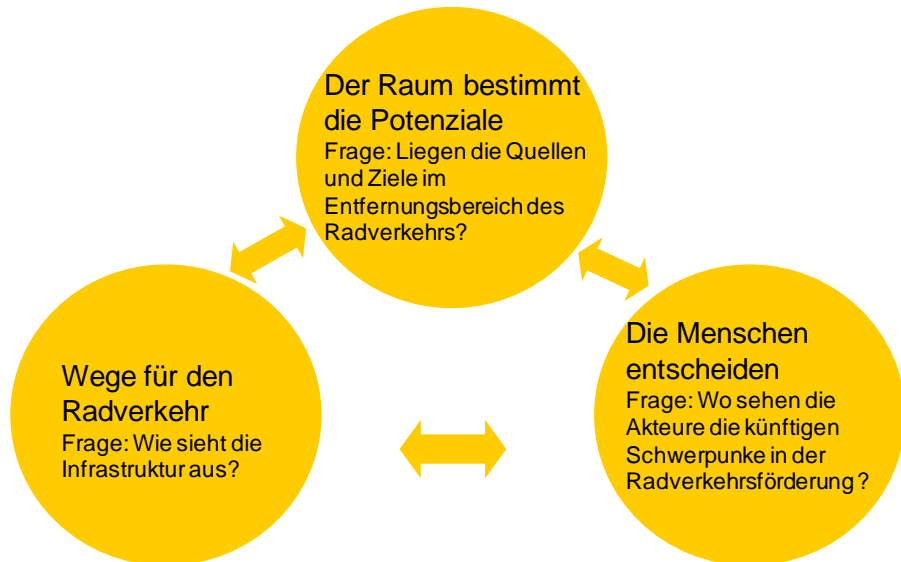 Der Raum bestimmt
die Potenziale
Frage: Liegen die Quellen
und Ziele im
Entfernungsbereich des
Radverkehrs?
Wege für den
Radverkehr
Frage: Wie sieht die
Infrastruktur aus?
Die Menschen
entscheiden
Frage: Wo sehen die
Akteure die künftigen
Schwerpunke in der
Radverkehrsförderung ?